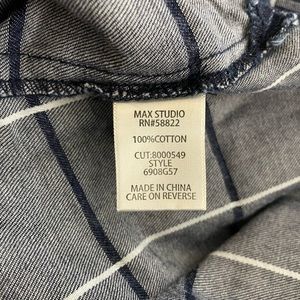 MAX STUDIO
RN#58822
100%COTTON
CUT:8000549
STYLE
6908G57
MADE IN CHINA
CARE ON REVERSE